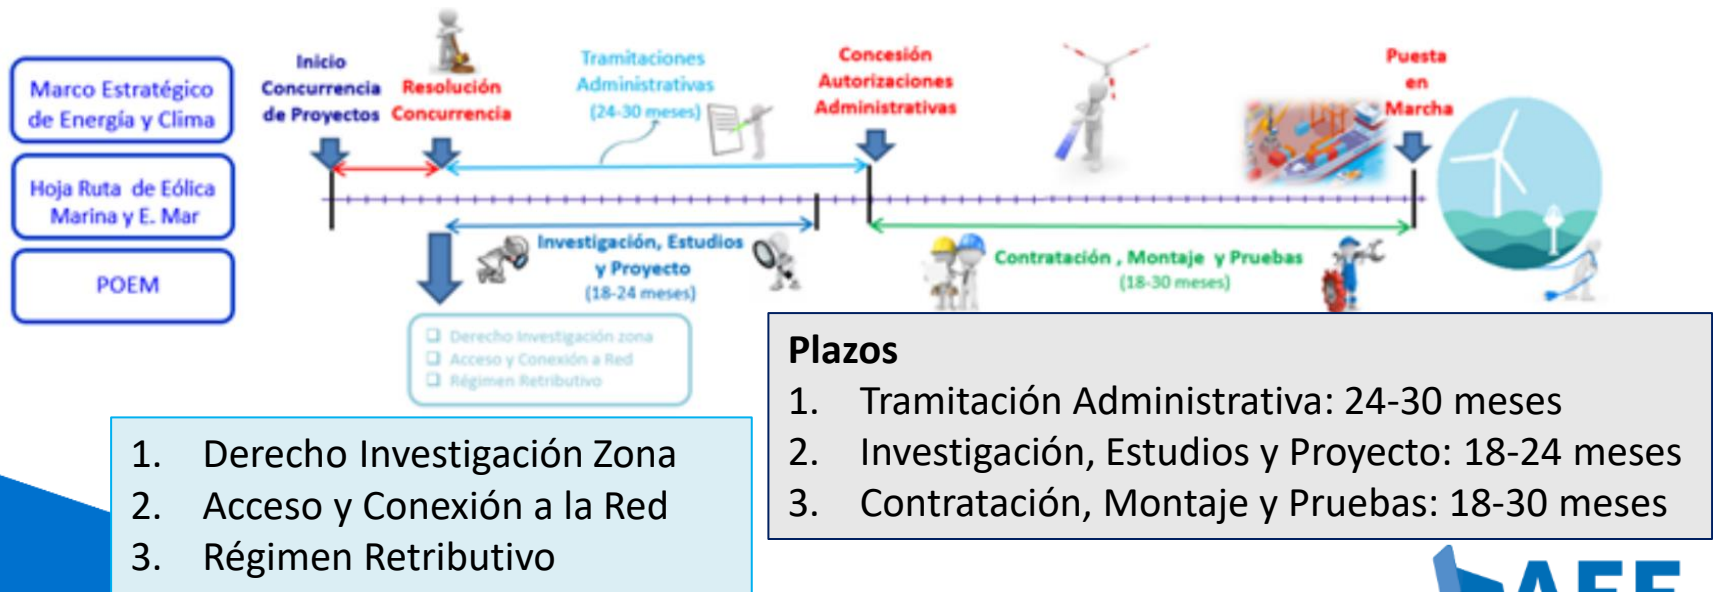 Marco Estratégico
de Energía y Clima
Hoja Ruta de Eólica
Marina y E. Mar
POEM
Inicio
Concurrencia
de Proyectos
Resolución
Concurrencia
Tramitaciones
Administrativas
(24-30 meses)
Concesión
Autorizaciones
Administrativas
Puesta
en
Marcha
Investigación, Estudios
y Proyecto
(18-24 meses)
Contratación , Montaje y Pruebas
(18-30 meses)
❑ Derecho Investigación zona
❑ Acceso y Conexión a Red
❑ Régimen Retributivo
1. Derecho Investigación Zona
2. Acceso y Conexión a la Red
3. Régimen Retributivo
Plazos
1. Tramitación Administrativa: 24-30 meses
2. Investigación, Estudios y Proyecto: 18-24 meses
3. Contratación, Montaje y Pruebas: 18-30 meses
AEE